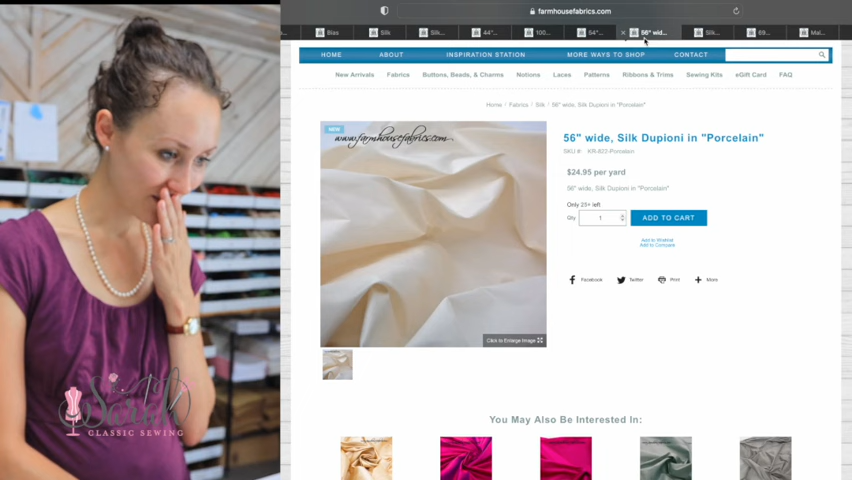 farmhousefabrics.com
Bias
Silk
Silk...
44"...
100...
54"...
56" wid...
Silk...
69...
Mal...
HOME
ABOUT
INSPIRATION STATION
MORE WAYS TO SHOP
CONTACT
New Arrivals
Fabrics
Buttons, Beads, & Charms
Notions
Laces
Patterns
Ribbons & Trims
Sewing Kits
eGift Card
FAQ
Home / Fabrics / Silk / 56" wide, Silk Dupioni in "Porcelain"
NEW
www.farmhousefabrics.com
56" wide, Silk Dupioni in "Porcelain"
SKU #: KR-822-Porcelain
$24.95 per yard
56" wide, Silk Dupioni in "Porcelain"
Only 25+ left
Qty 1
ADD TO CART
Add to Wishlist
Add to Compare
Facebook
Twitter
Print
More
Click to Enlarge Image
Sarah
CLASSIC SEWING
You May Also Be Interested In: